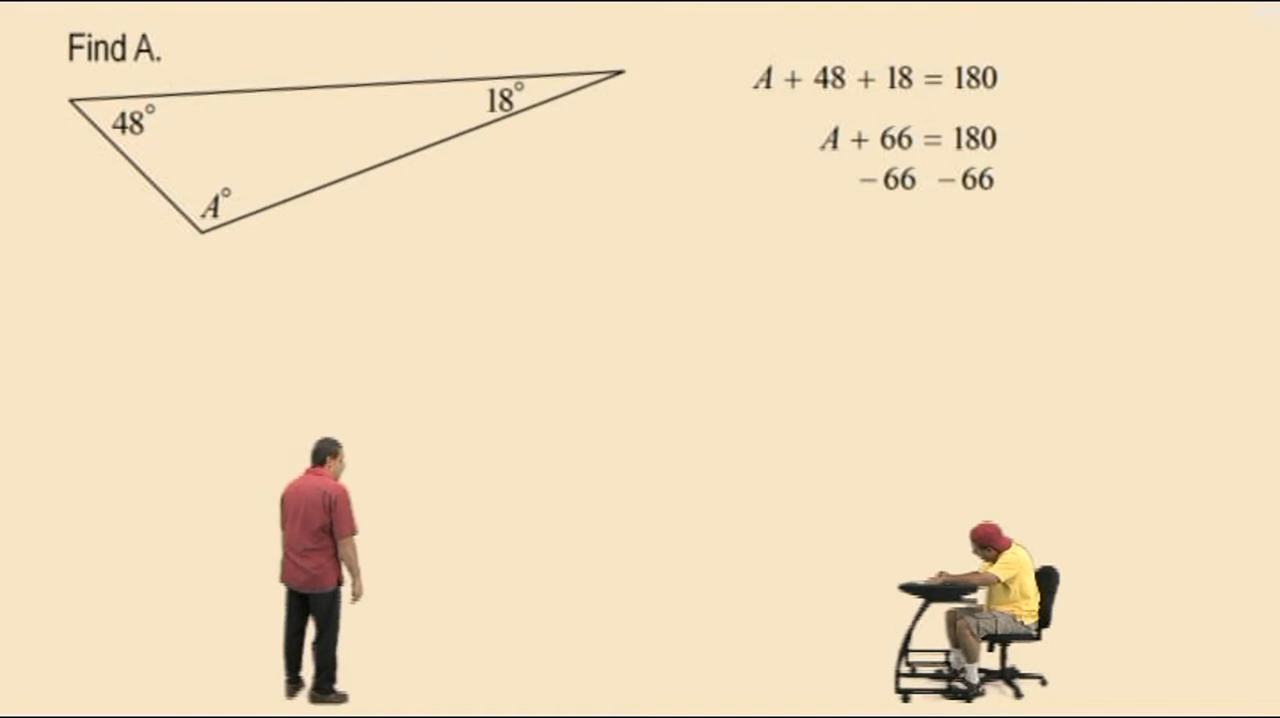 Find A.
48°
18°
A°
A + 48 + 18 = 180
A + 66 = 180
− 66 − 66